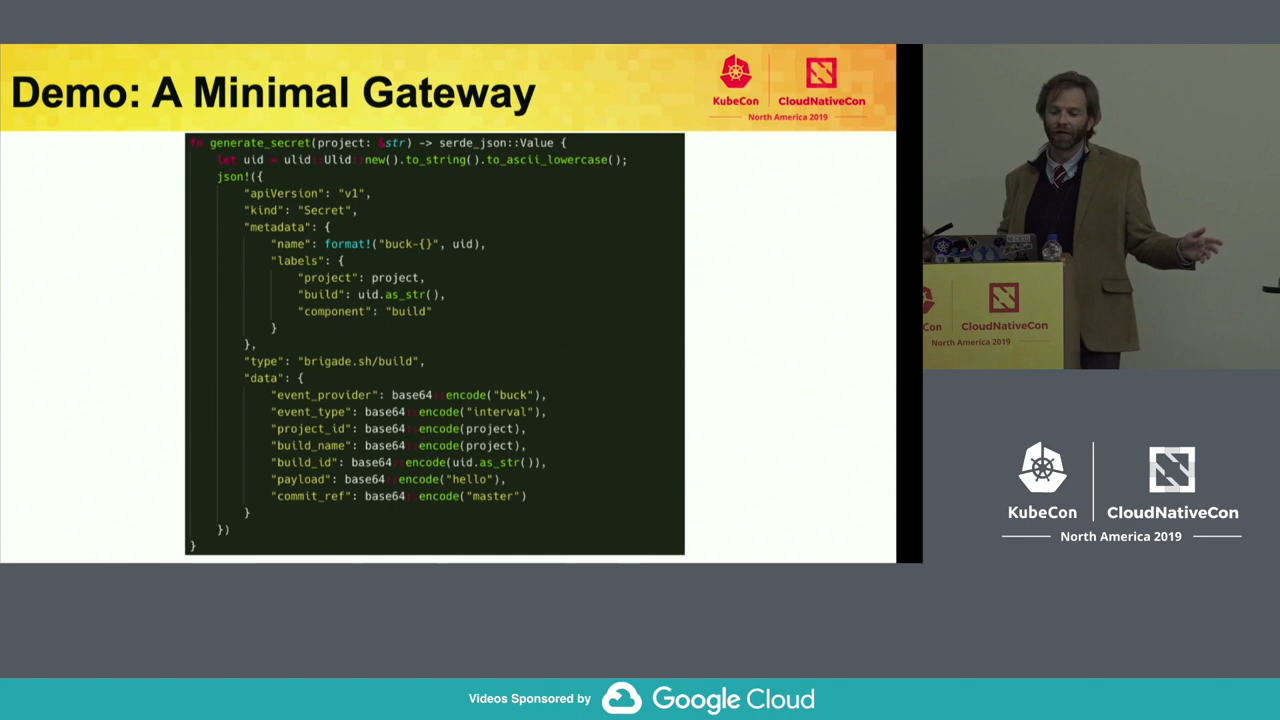 Demo: A Minimal Gateway
KubeCon
CloudNativeCon
North America 2019
fn generate_secret(project: &str) -> serde_json::Value {
let uid = ulid::Ulid::new().to_string().to_ascii_lowercase();
json!({
"apiVersion": "v1",
"kind": "Secret",
"metadata": {
"name": format!("buck-{}", uid),
"labels": {
"project": project,
"build": uid.as_str(),
"component": "build"
}
},
"type": "brigade.sh/build",
"data": {
"event_provider": base64::encode("buck"),
"event_type": base64::encode("interval"),
"project_id": base64::encode(project),
"build_name": base64::encode(project),
"build_id": base64::encode(uid.as_str()),
"payload": base64::encode("hello"),
"commit_ref": base64::encode("master")
}
})
}
Con
CloudNativeCon
North America 2019
KubeCon
CloudNativeCon
North America 2019
Videos Sponsored by
Google Cloud